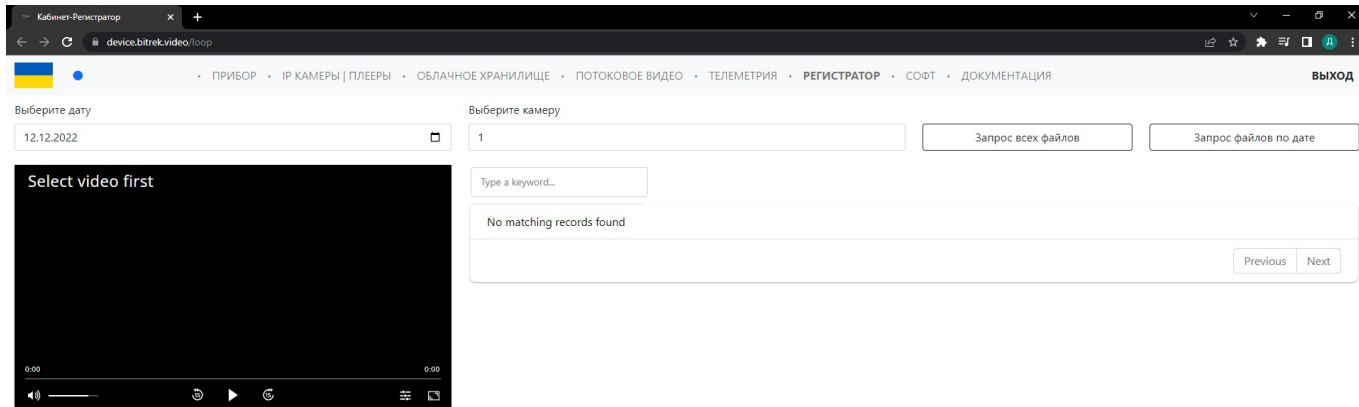 Кабинет-Регистратор
device.bitrek.video/loop
Д
• ПРИБОР • IP КАМЕРЫ | ПЛЕЕРЫ • ОБЛАЧНОЕ ХРАНИЛИЩЕ • ПОТОКОВОЕ ВИДЕО • ТЕЛЕМЕТРИЯ • РЕГИСТРАТОР • СОФТ • ДОКУМЕНТАЦИЯ ВЫХОД
Выберите дату
12.12.2022
Выберите камеру
1
Запрос всех файлов
Запрос файлов по дате
Select video first
0:00
0:00
15
15
Type a keyword...
No matching records found
Previous
Next